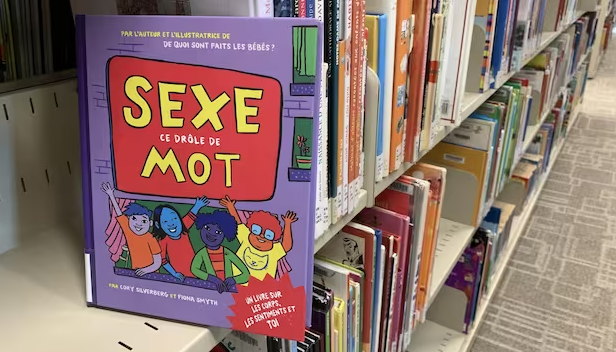 PAR L'AUTEUR ET L'ILLUSTRATRICE DE
DE QUOI SONT FAITS LES BÉBÉS?
SEXE
CE DRÔLE DE
MOT
PAR CORY SILVERBERG ET FIONA SMYTH
UN LIVRE SUR
LES CORPS,
LES SENTIMENTS ET
TOI